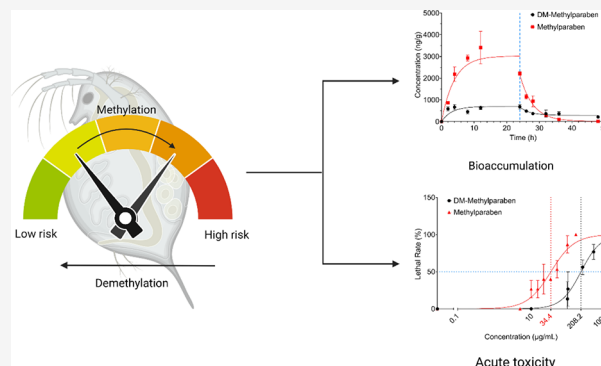 Methylation
Low risk
High risk
Demethylation
5000
4000
3000
2000
1000
0
Concentration (ng/g)
DM-Methylparaben
Methylparaben
0
10
20
30
40
Time (h)
Bioaccumulation
150
100
50
0
Lethal Rate (%)
DM-Methylparaben
Methylparaben
0.1
10
34.4
208.2
Concentration (μg/mL)
Acute toxicity